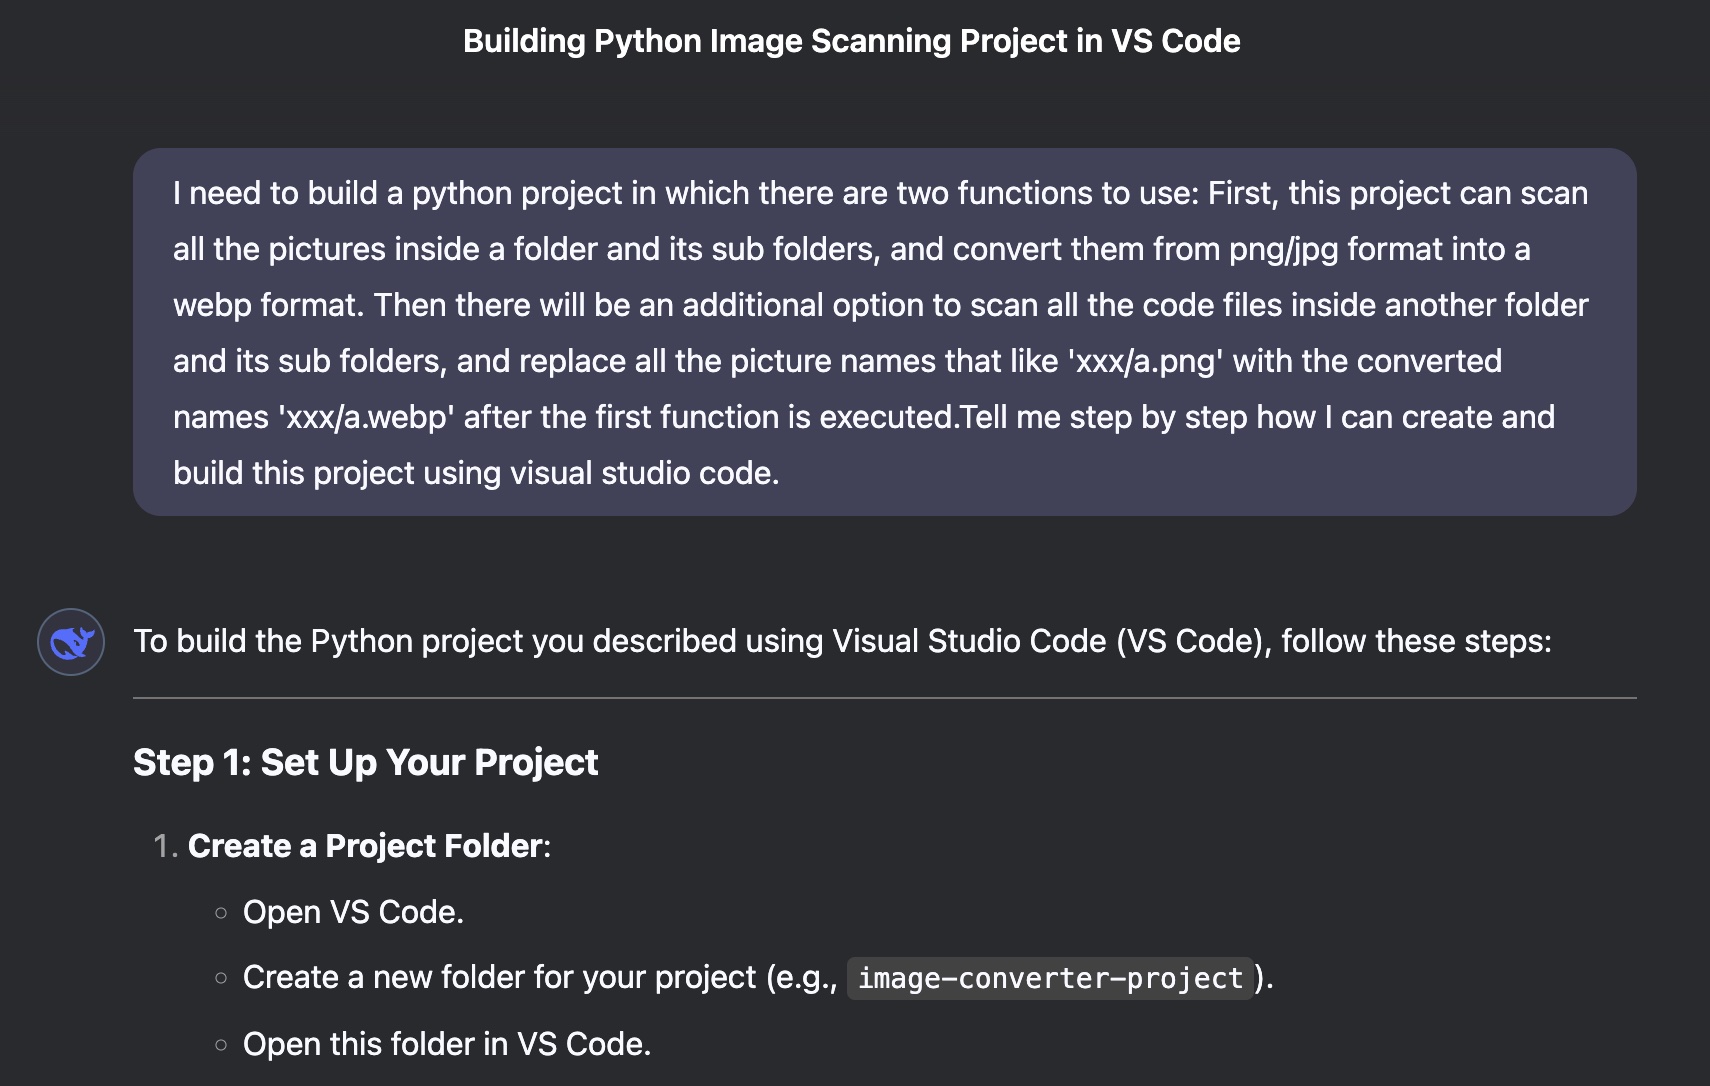 Building Python Image Scanning Project in VS Code
I need to build a python project in which there are two functions to use: First, this project can scan
all the pictures inside a folder and its sub folders, and convert them from png/jpg format into a
webp format. Then there will be an additional option to scan all the code files inside another folder
and its sub folders, and replace all the picture names that like 'xxx/a.png' with the converted
names 'xxx/a.webp' after the first function is executed.Tell me step by step how I can create and
build this project using visual studio code.
To build the Python project you described using Visual Studio Code (VS Code), follow these steps:
Step 1: Set Up Your Project
1. Create a Project Folder:
Open VS Code.
Create a new folder for your project (e.g., image-converter-project).
Open this folder in VS Code.